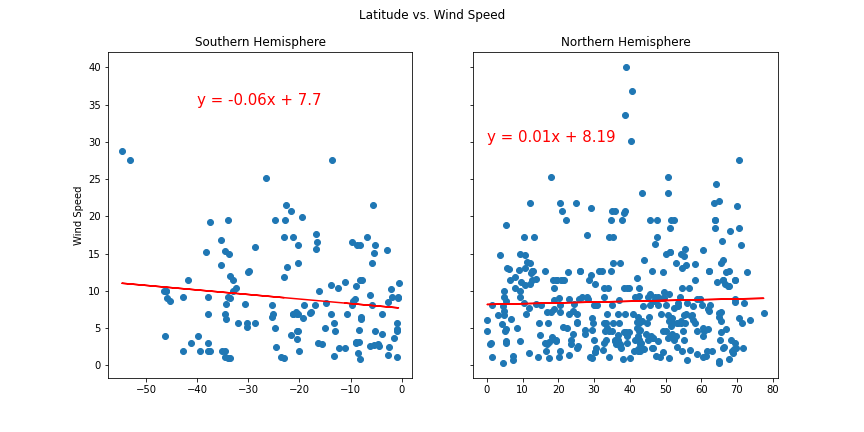 Latitude vs. Wind Speed
Southern Hemisphere
Northern Hemisphere
y = -0.06x + 7.7
y = 0.01x + 8.19
Wind Speed
40
35
30
25
20
15
10
5
0
−50 −40 −30 −20 −10 0
0 10 20 30 40 50 60 70 80